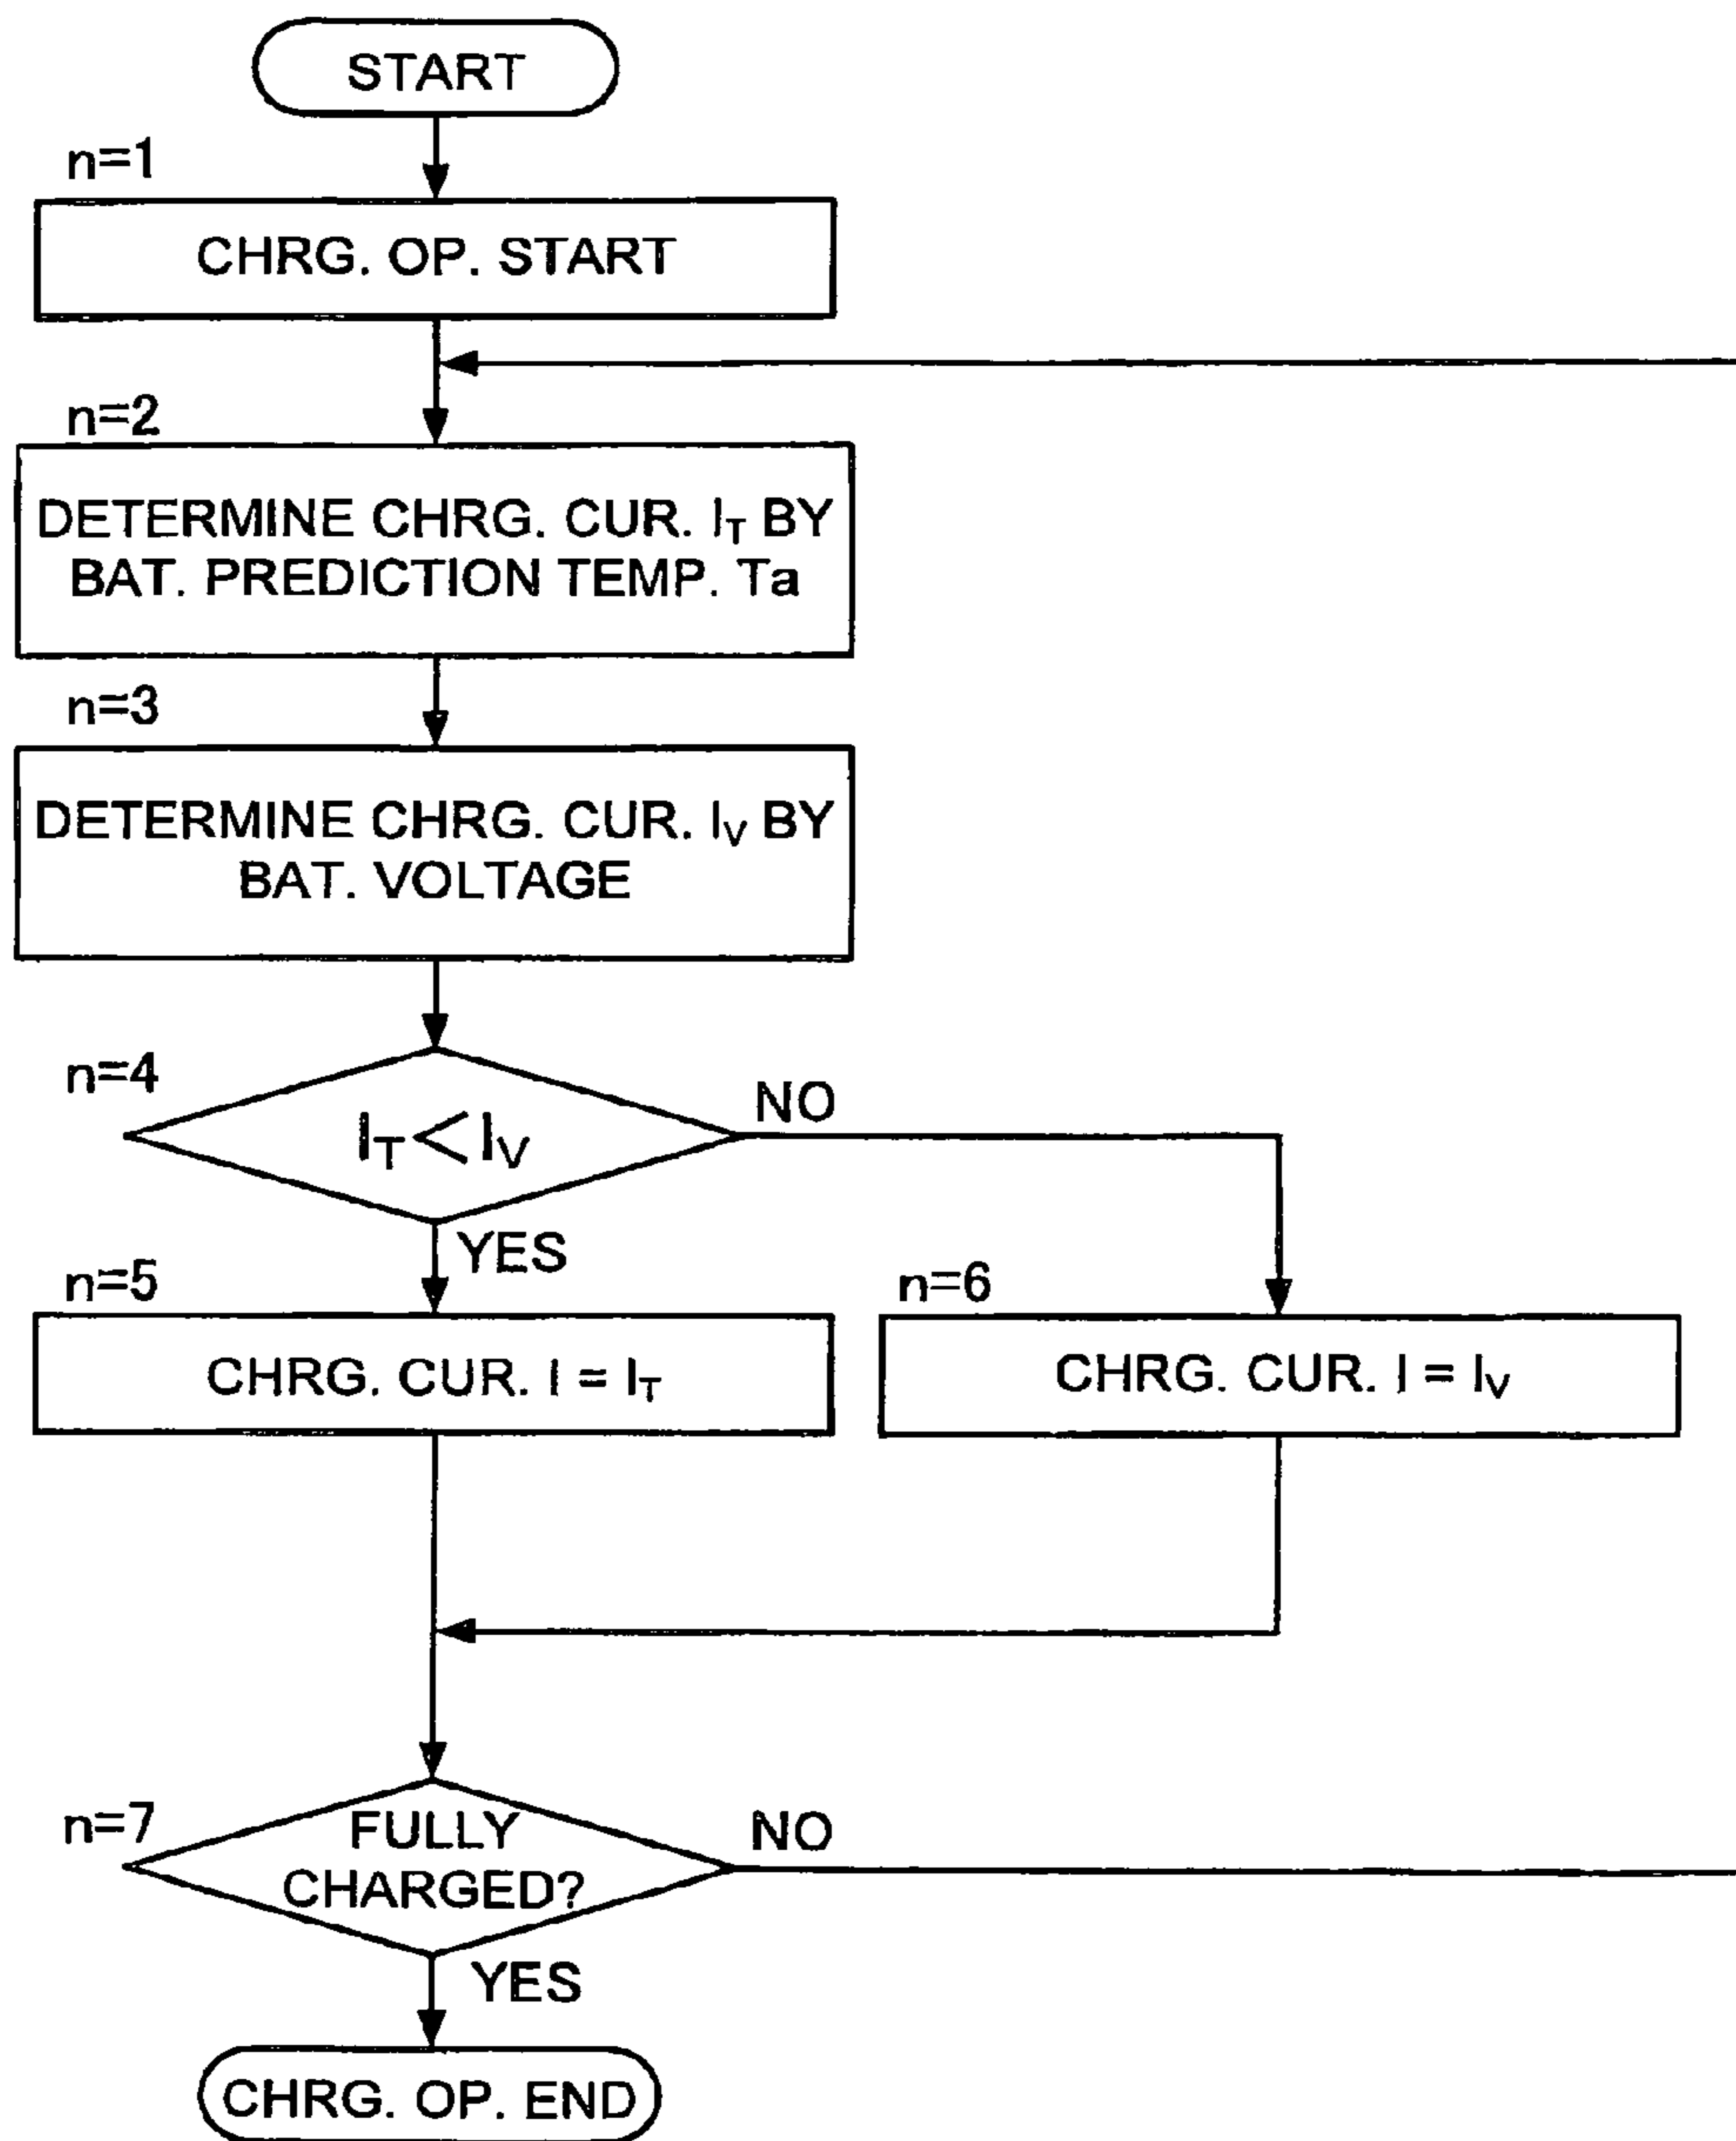 START
n=1
CHRG. OP. START
n=2
DETERMINE CHRG. CUR. I_T BY
BAT. PREDICTION TEMP. Ta
n=3
DETERMINE CHRG. CUR. I_V BY
BAT. VOLTAGE
n=4
I_T < I_V
NO
YES
n=5
CHRG. CUR. I = I_T
n=6
CHRG. CUR. I = I_V
n=7
FULLY
CHARGED?
NO
YES
CHRG. OP. END